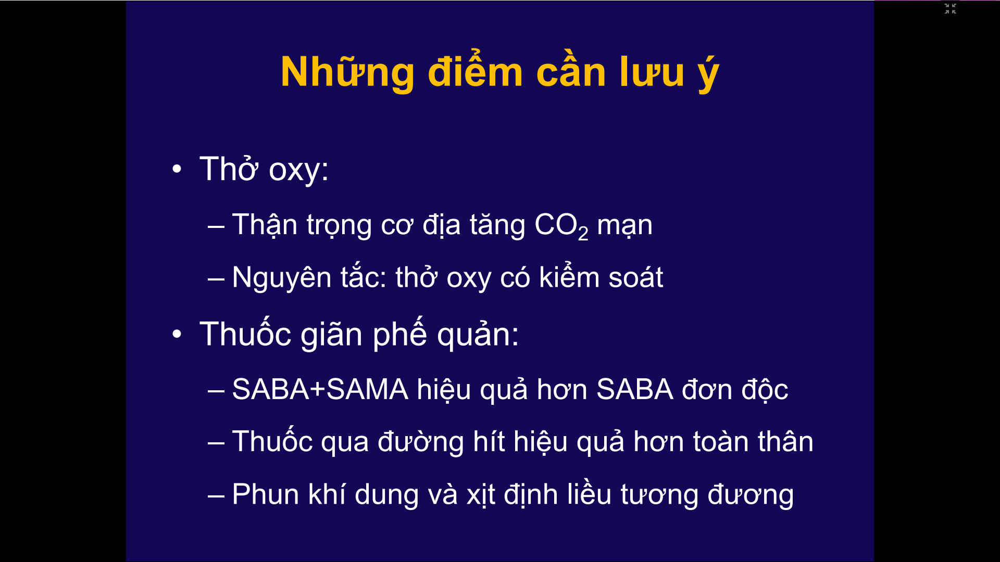 Những điểm cần lưu ý
• Thở oxy:
– Thận trọng cơ địa tăng CO₂ mạn
– Nguyên tắc: thở oxy có kiểm soát
• Thuốc giãn phế quản:
– SABA+SAMA hiệu quả hơn SABA đơn độc
– Thuốc qua đường hít hiệu quả hơn toàn thân
– Phun khí dung và xịt định liều tương đương